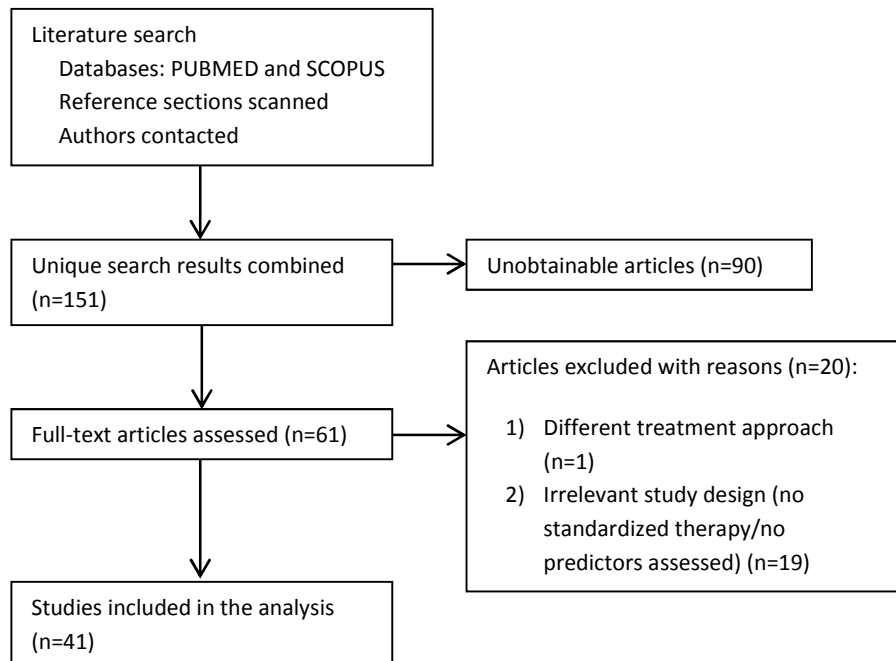 Literature search
Databases: PUBMED and SCOPUS
Reference sections scanned
Authors contacted
Unique search results combined
(n=151)
Unobtainable articles (n=90)
Full-text articles assessed (n=61)
Articles excluded with reasons (n=20):
1) Different treatment approach
(n=1)
2) Irrelevant study design (no
standardized therapy/no
predictors assessed) (n=19)
Studies included in the analysis
(n=41)